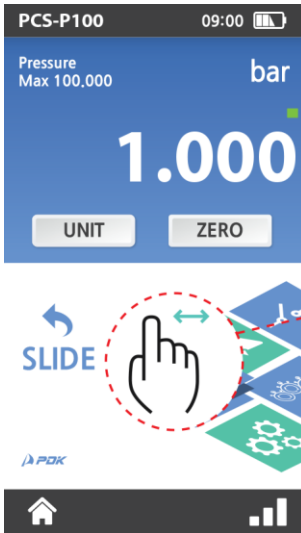 PCS-P100 09:00
Pressure
Max 100.000 bar
1.000
UNIT ZERO
SLIDE
PDK